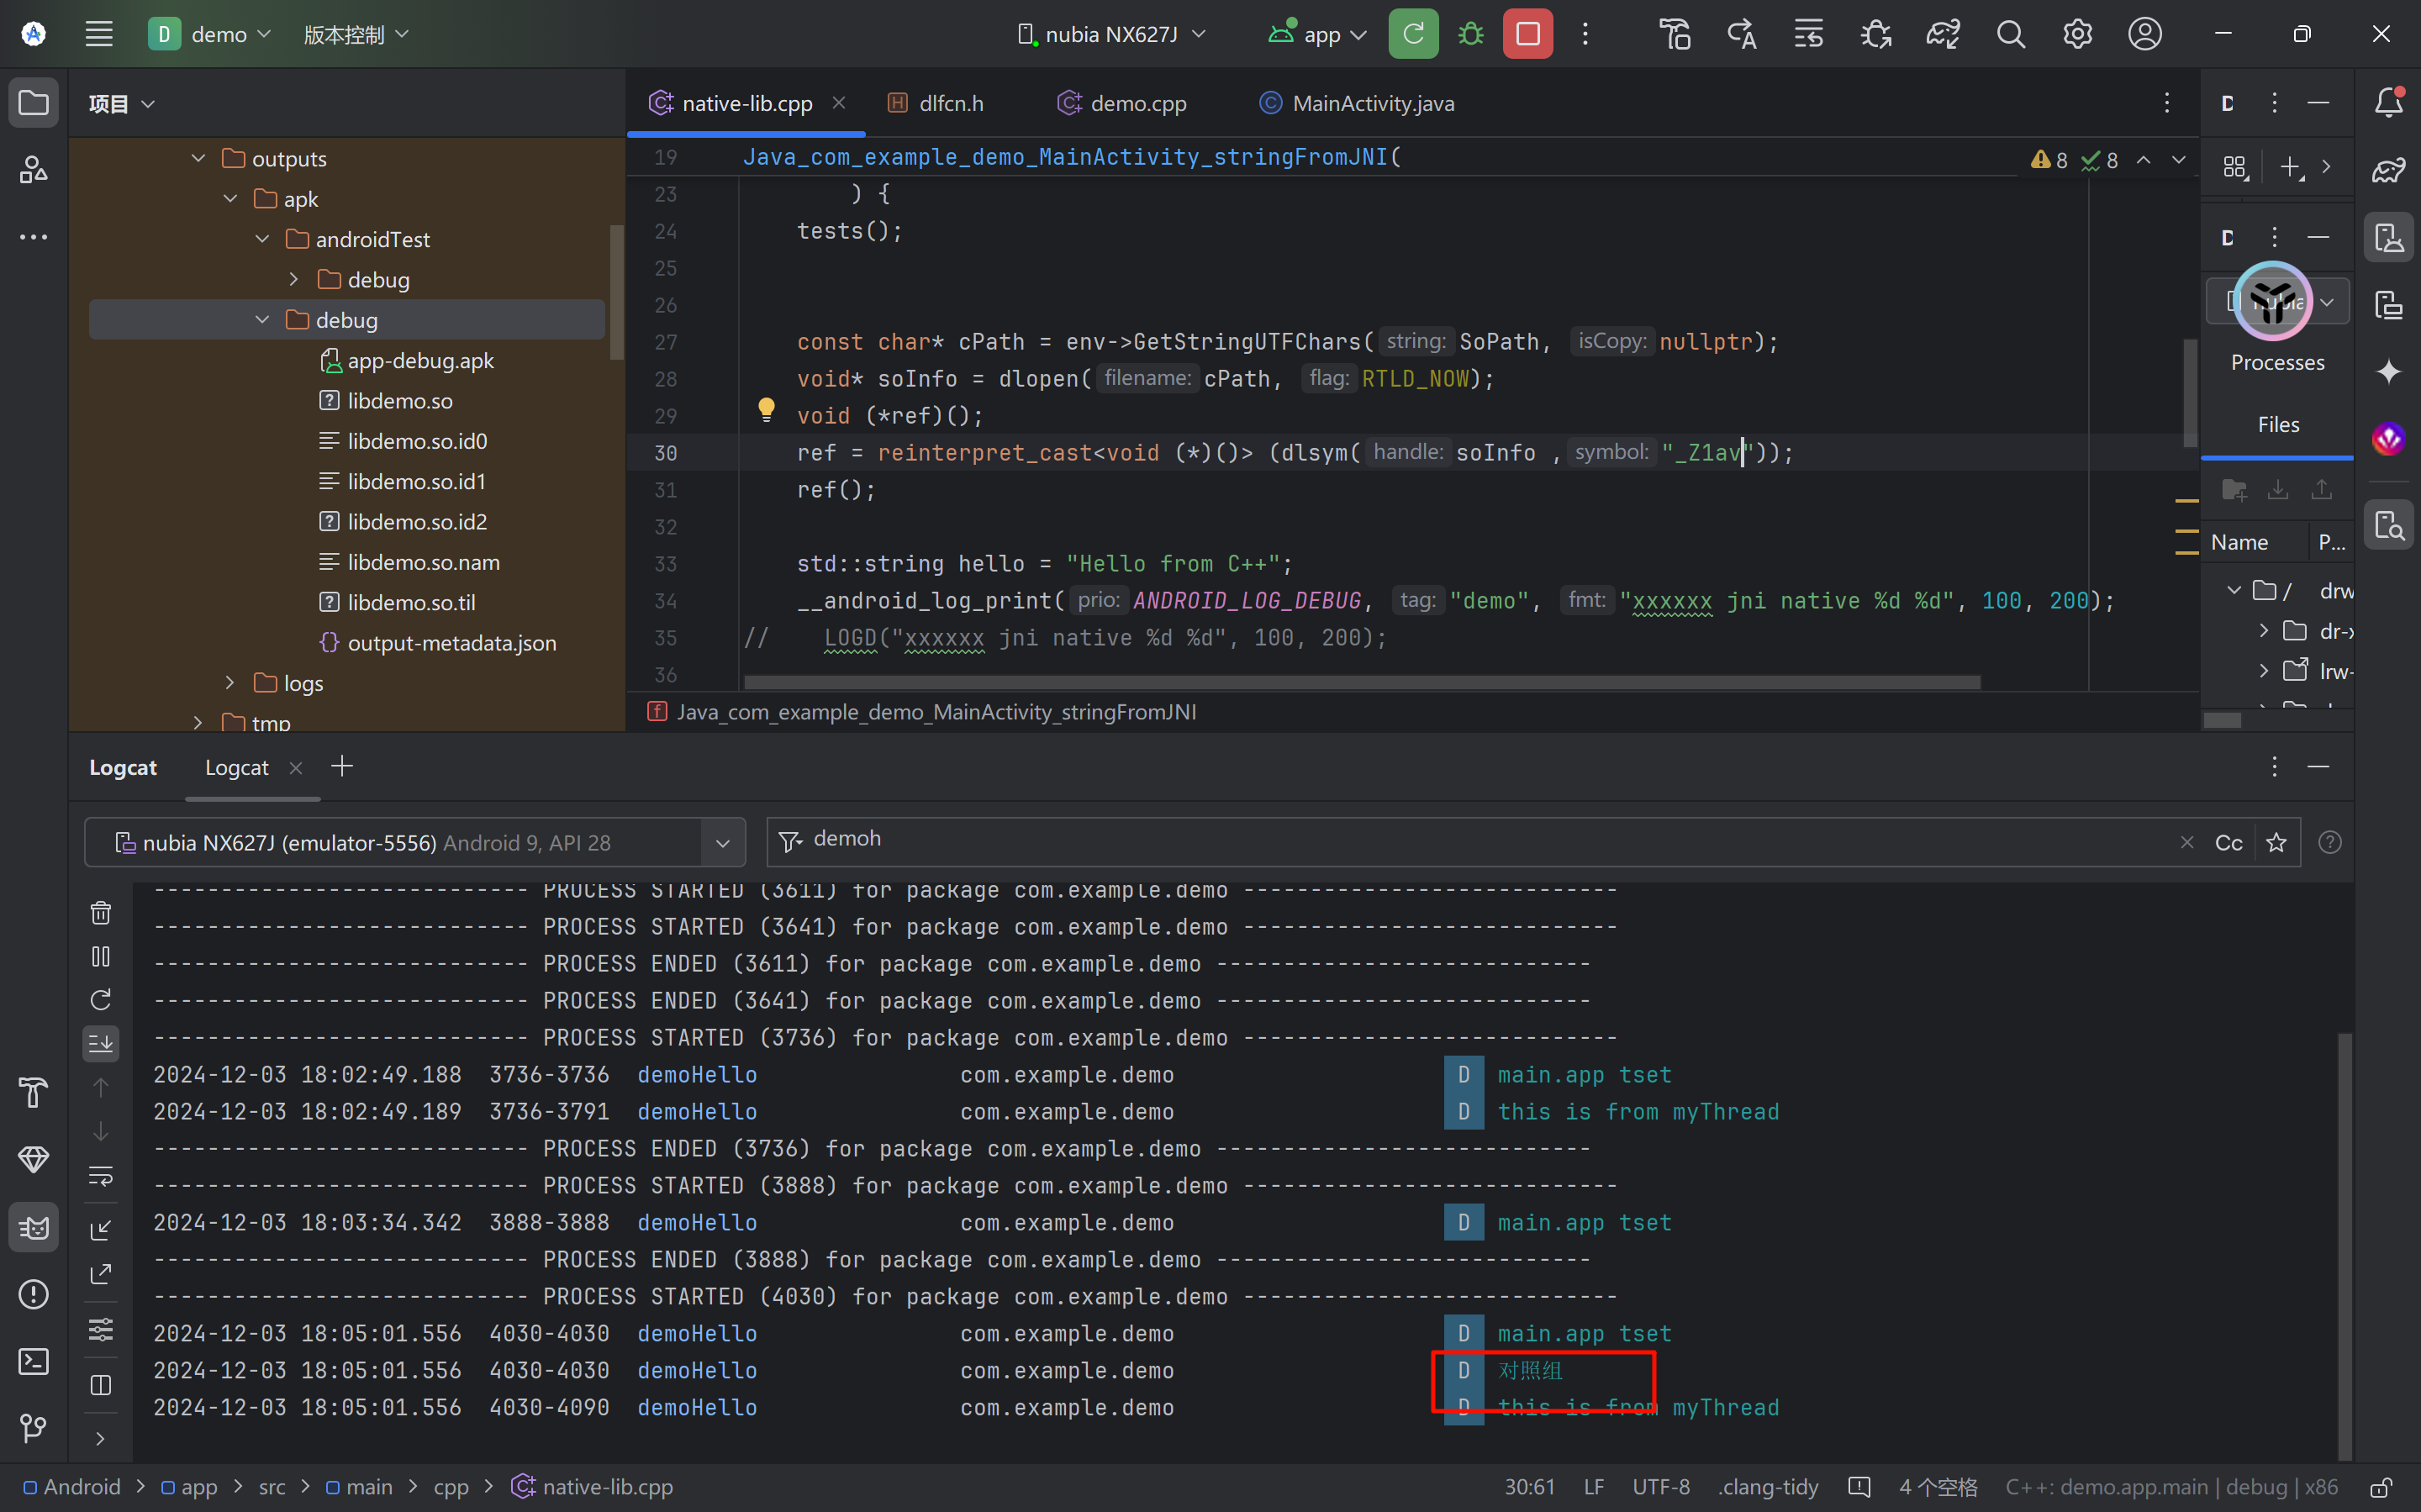 D demo 版本控制 nubia NX627J app
项目
outputs
apk
androidTest
debug
debug
app-debug.apk
libdemo.so
libdemo.so.id0
libdemo.so.id1
libdemo.so.id2
libdemo.so.nam
libdemo.so.til
output-metadata.json
logs
tmp
native-lib.cpp dlfcn.h demo.cpp MainActivity.java
19 Java_com_example_demo_MainActivity_stringFromJNI(
8 8
23 ) {
24 tests();
25
26
27 const char* cPath = env->GetStringUTFChars( string: SoPath, isCopy: nullptr);
28 void* soInfo = dlopen( filename: cPath, flag: RTLD_NOW);
29 void (*ref)();
30 ref = reinterpret_cast<void (*)()> (dlsym( handle: soInfo , symbol: "_Z1av"));
31 ref();
32
33 std::string hello = "Hello from C++";
34 __android_log_print( prio: ANDROID_LOG_DEBUG, tag: "demo", fmt: "xxxxxx jni native %d %d", 100, 200);
35 // LOGD("xxxxxx jni native %d %d", 100, 200);
36
Java_com_example_demo_MainActivity_stringFromJNI
D
D
Processes
Files
Name P...
/ drw
dr-x
lrw-
Logcat Logcat
nubia NX627J (emulator-5556) Android 9, API 28 demoh Cc
---------------------------- PROCESS STARTED (3611) for package com.example.demo ----------------------------
---------------------------- PROCESS STARTED (3641) for package com.example.demo ----------------------------
---------------------------- PROCESS ENDED (3611) for package com.example.demo ----------------------------
---------------------------- PROCESS ENDED (3641) for package com.example.demo ----------------------------
---------------------------- PROCESS STARTED (3736) for package com.example.demo ----------------------------
2024-12-03 18:02:49.188 3736-3736 demoHello com.example.demo D main.app tset
2024-12-03 18:02:49.189 3736-3791 demoHello com.example.demo D this is from myThread
---------------------------- PROCESS ENDED (3736) for package com.example.demo ----------------------------
---------------------------- PROCESS STARTED (3888) for package com.example.demo ----------------------------
2024-12-03 18:03:34.342 3888-3888 demoHello com.example.demo D main.app tset
---------------------------- PROCESS ENDED (3888) for package com.example.demo ----------------------------
---------------------------- PROCESS STARTED (4030) for package com.example.demo ----------------------------
2024-12-03 18:05:01.556 4030-4030 demoHello com.example.demo D main.app tset
2024-12-03 18:05:01.556 4030-4030 demoHello com.example.demo D 对照组
2024-12-03 18:05:01.556 4030-4090 demoHello com.example.demo D this is from myThread
Android > app > src > main > cpp > native-lib.cpp 30:61 LF UTF-8 .clang-tidy 4 个空格 C++: demo.app.main | debug | x86